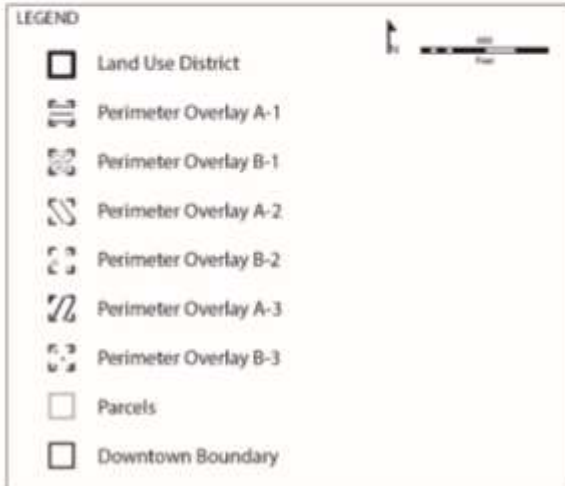 LEGEND
Land Use District
Perimeter Overlay A-1
Perimeter Overlay B-1
Perimeter Overlay A-2
Perimeter Overlay B-2
Perimeter Overlay A-3
Perimeter Overlay B-3
Parcels
Downtown Boundary
N
Feet